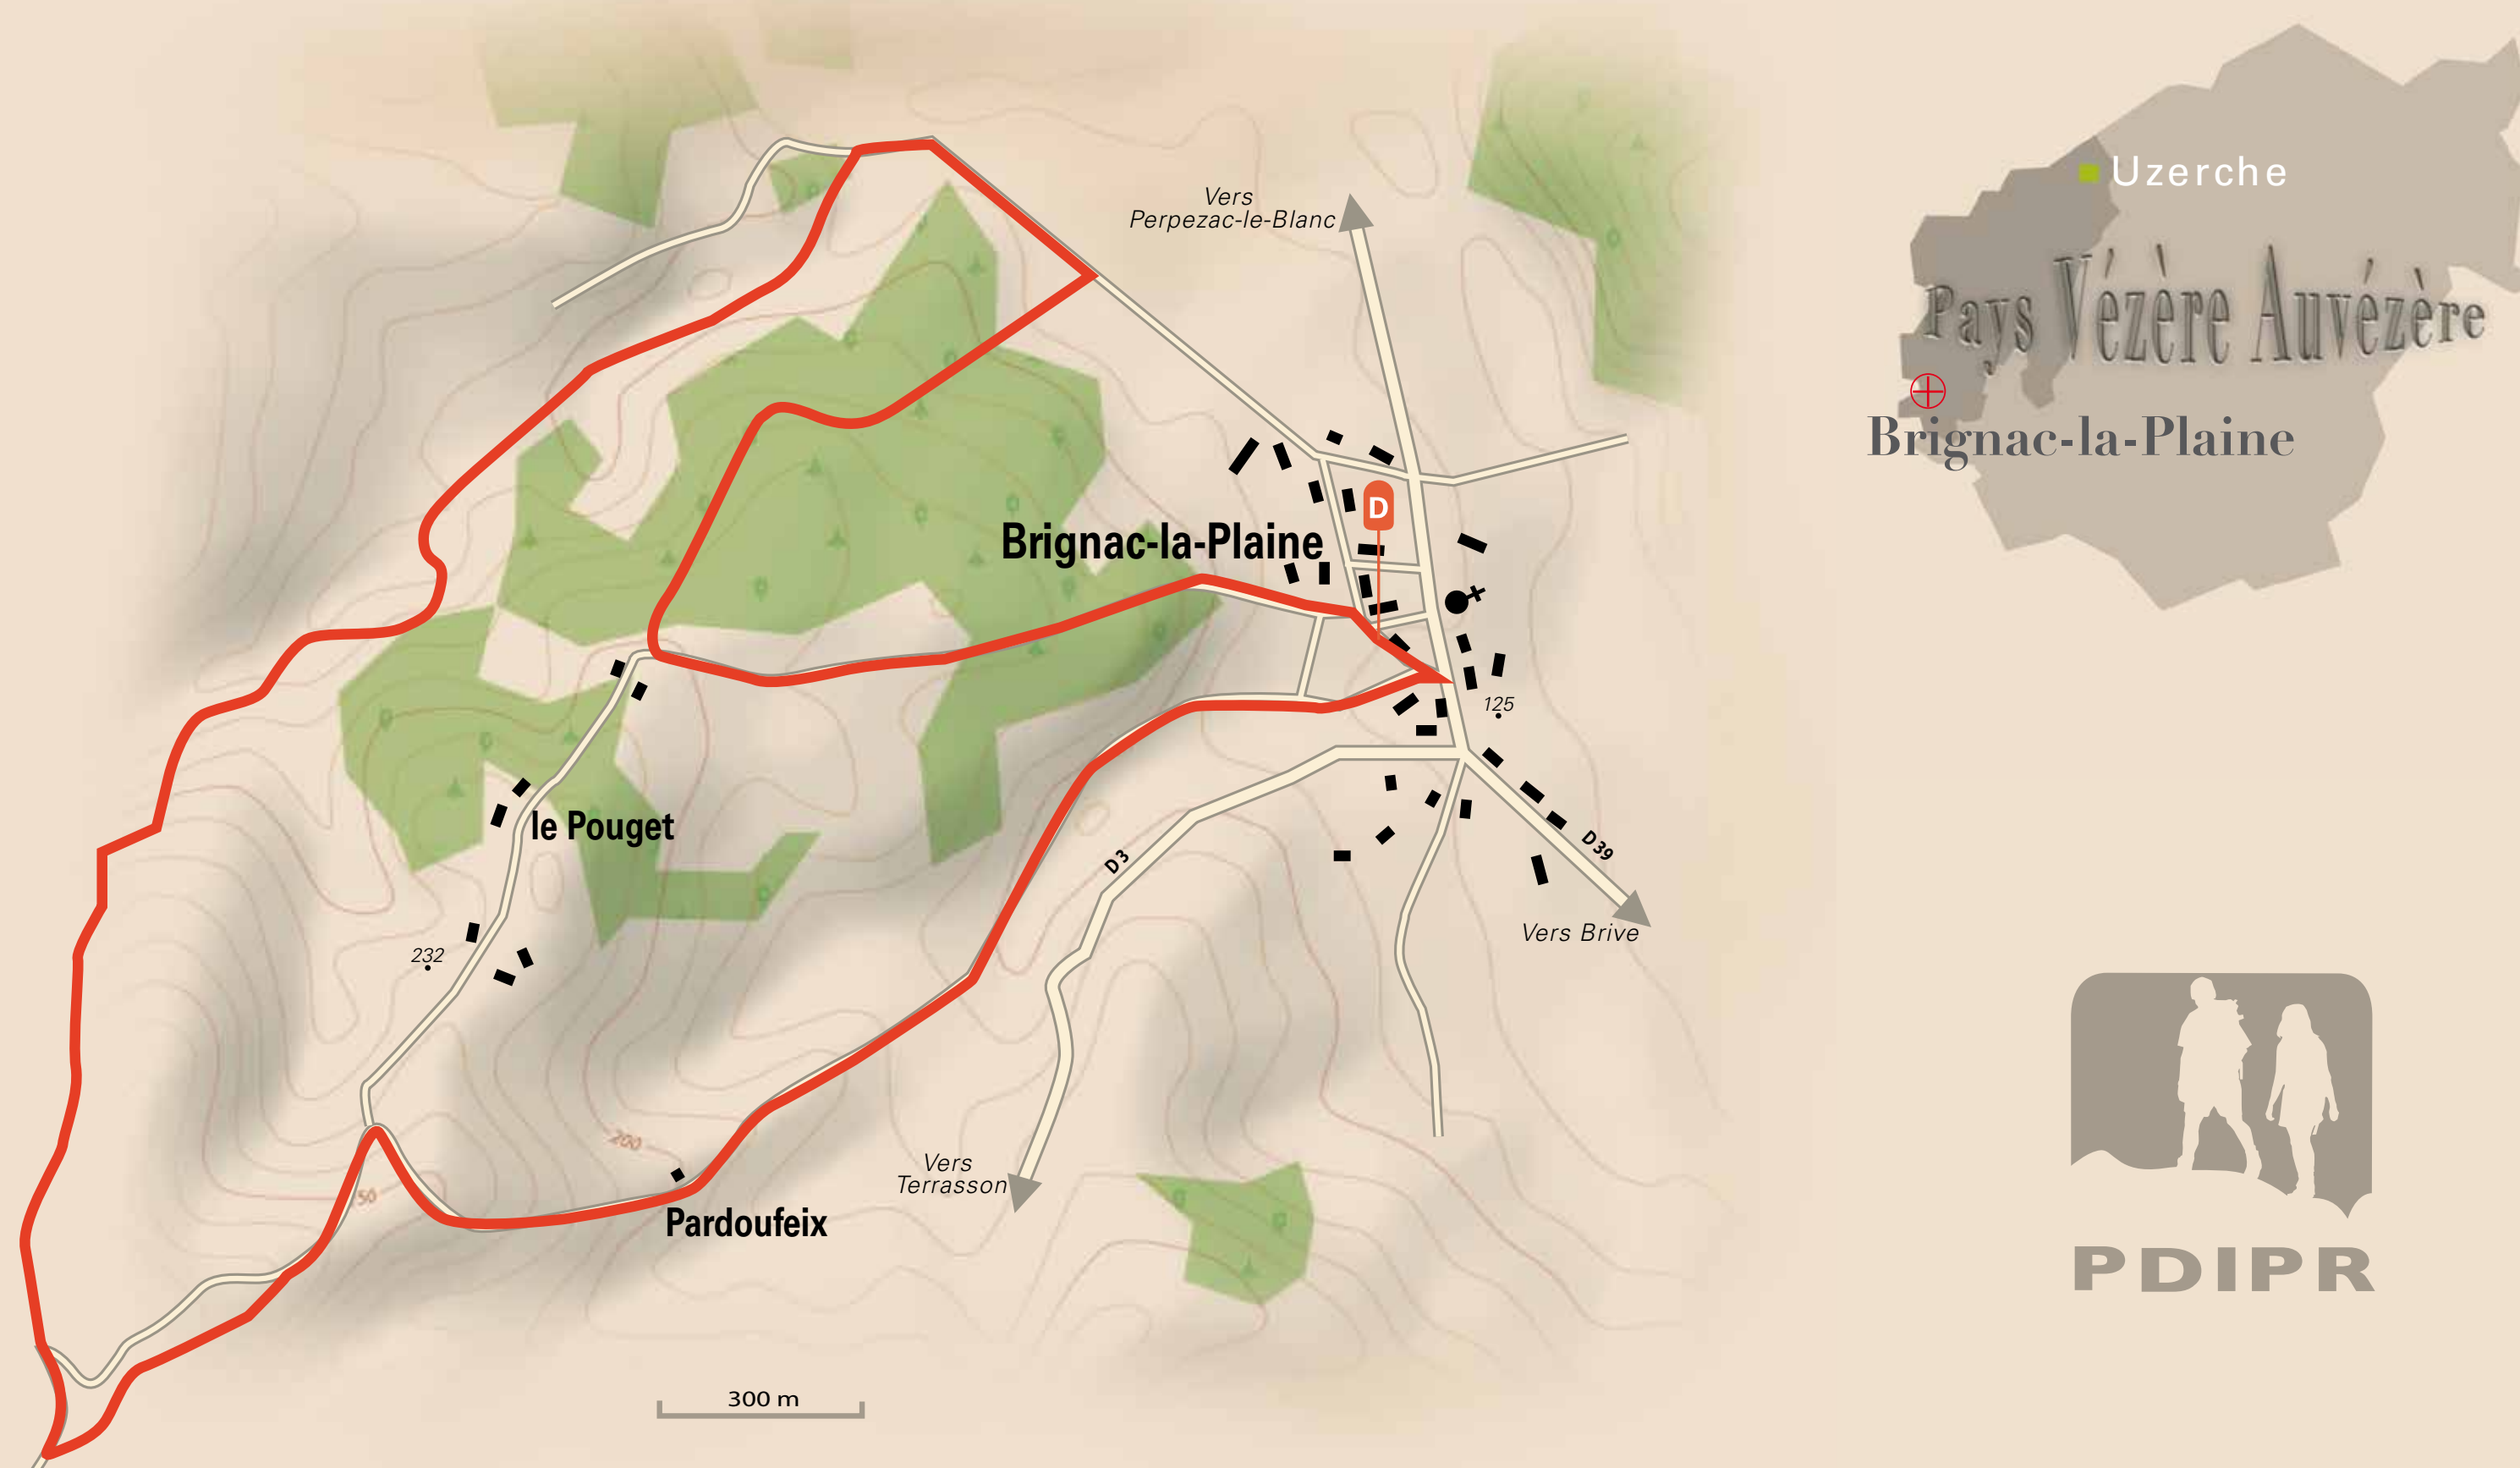 Vers
Perpezac-le-Blanc
Uzerche
Pays Vézère Auvézère
Brignac-la-Plaine
D
Brignac-la-Plaine
125
le Pouget
D3
D39
Vers Brive
232
200
50
Vers
Terrasson
Pardoufeix
PDIPR
300 m